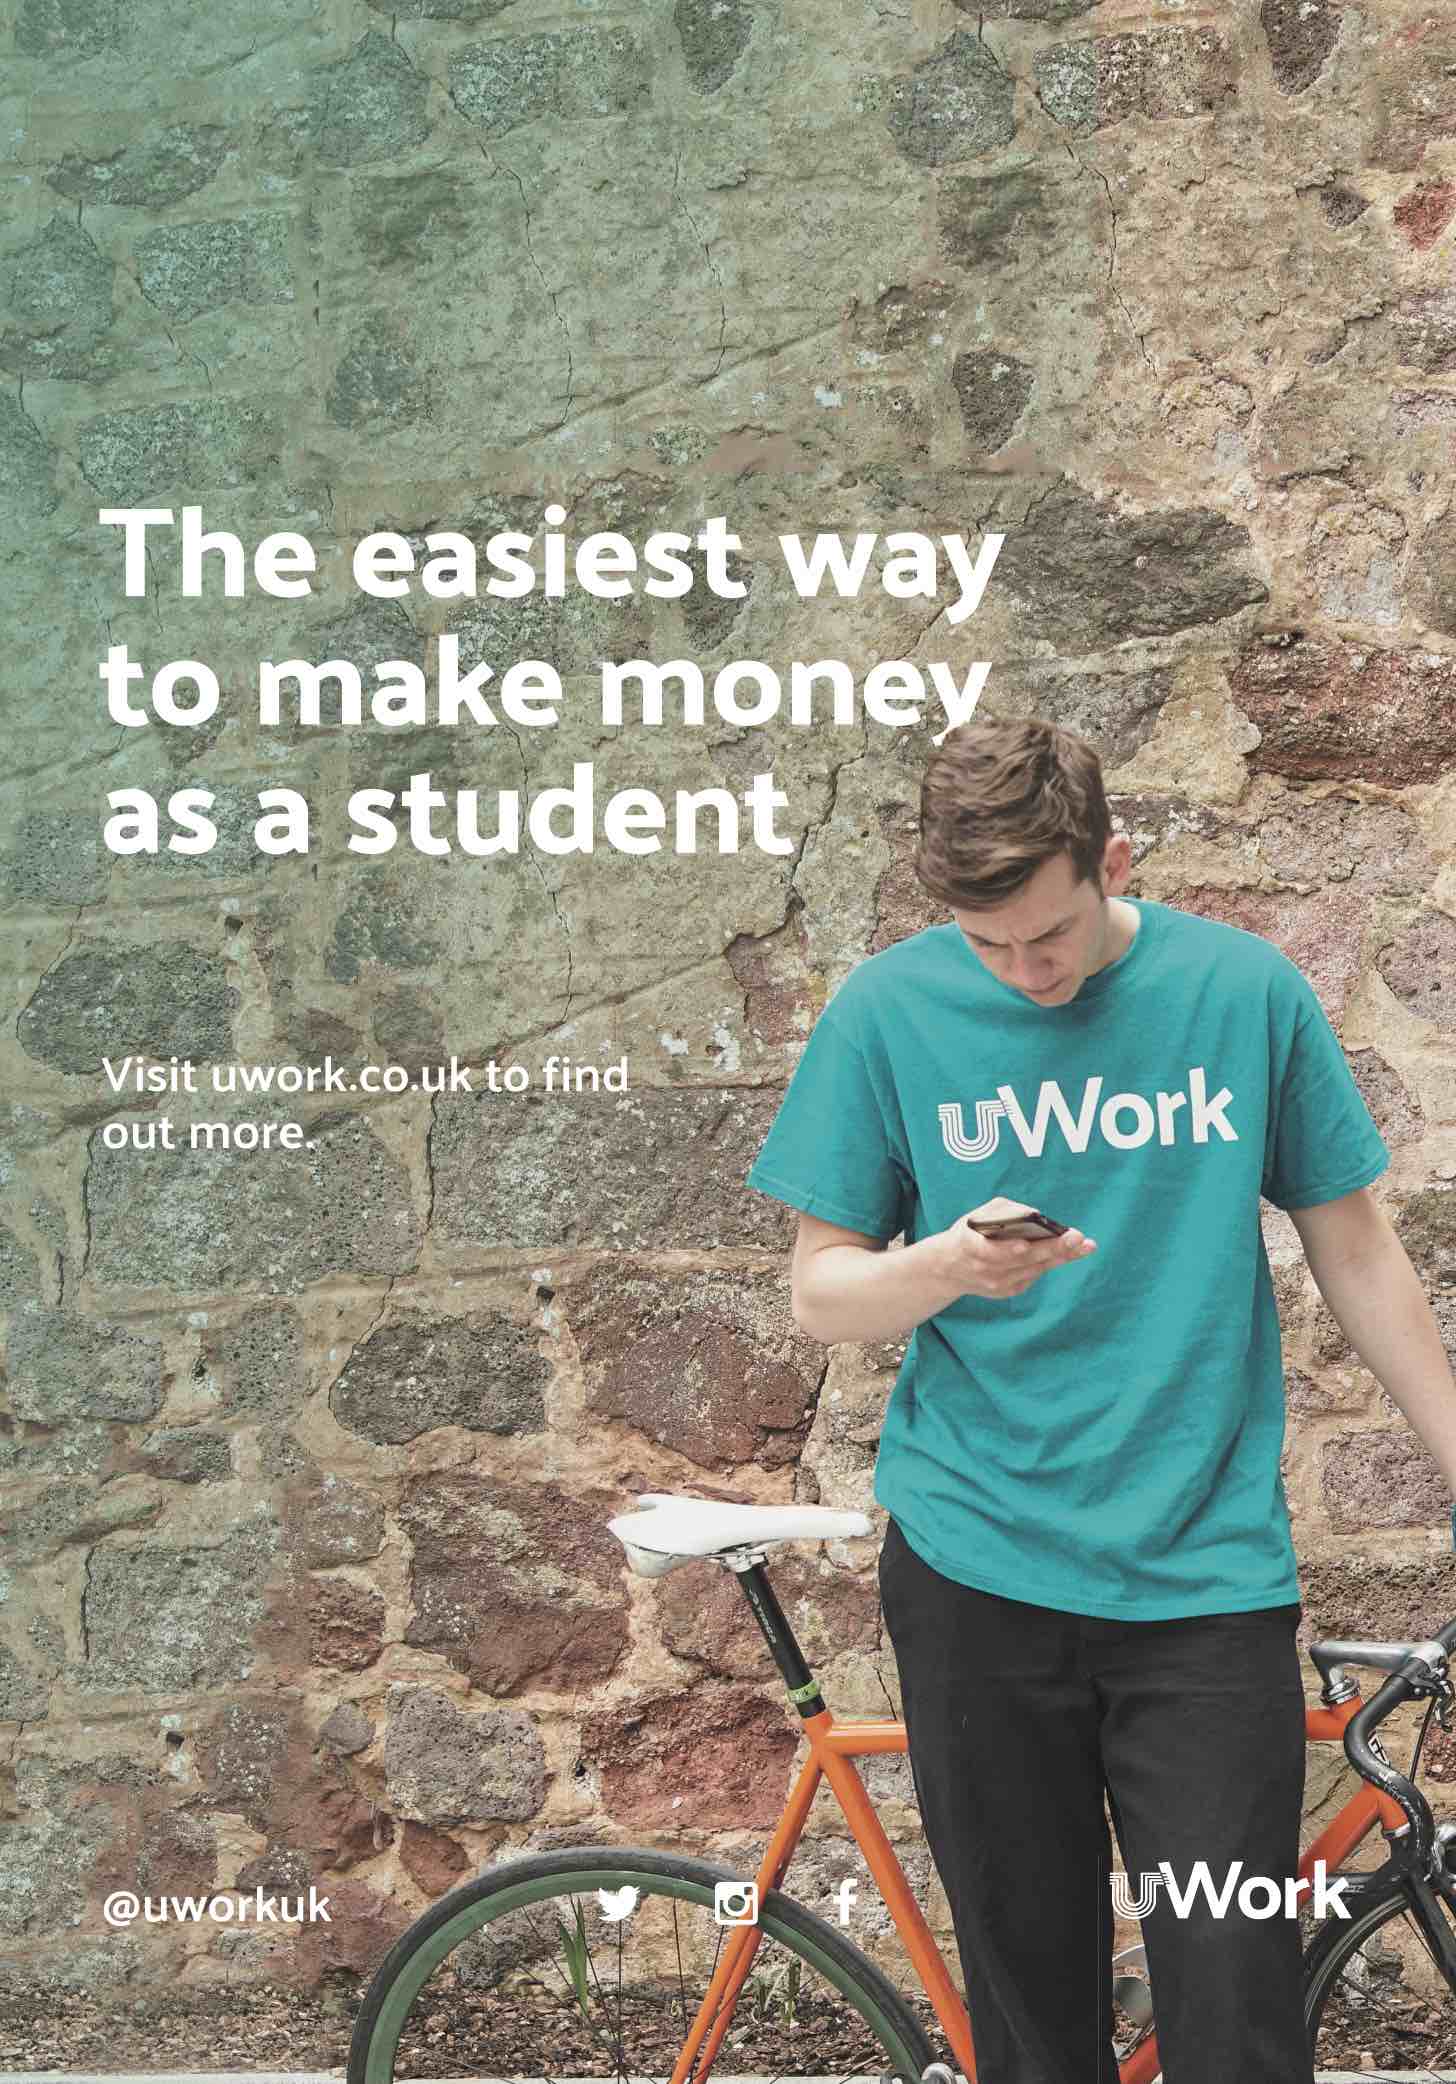 The easiest way
to make money
as a student
Visit uwork.co.uk to find
out more.
uWork
@uworkuk
uWork